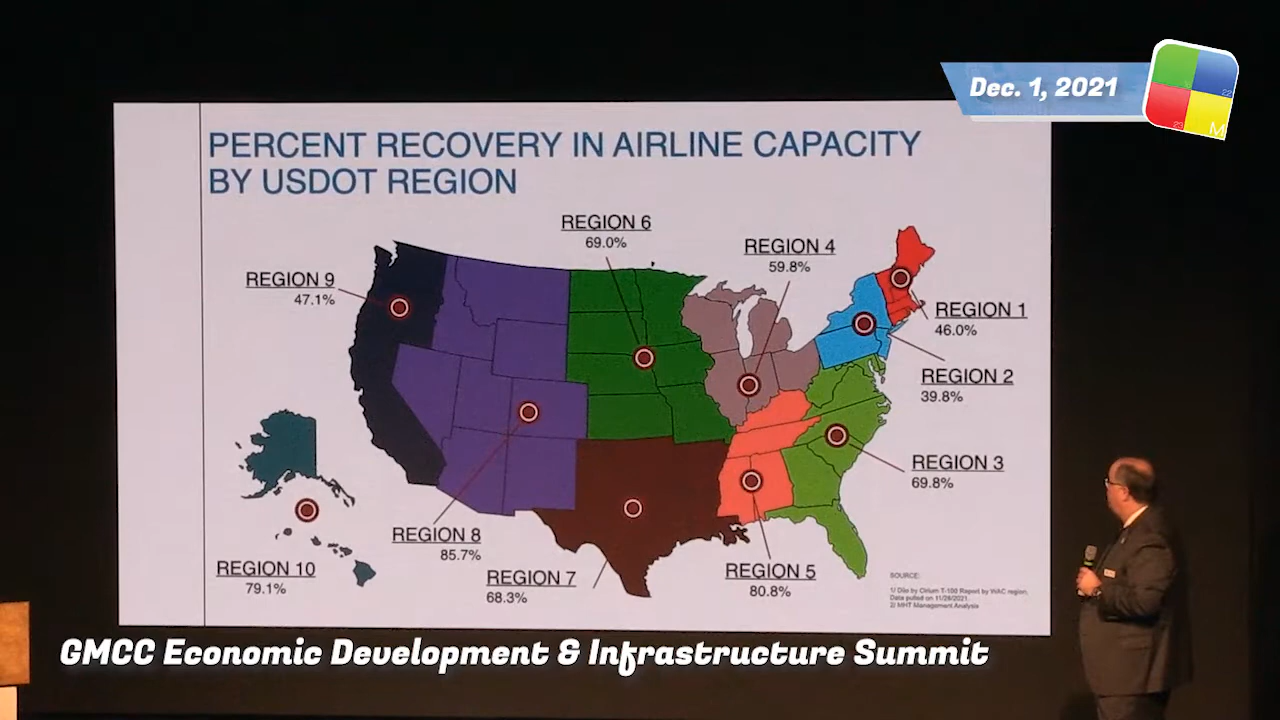 Dec. 1, 2021
22
23
M
PERCENT RECOVERY IN AIRLINE CAPACITY
BY USDOT REGION
REGION 6
69.0%
REGION 4
59.8%
REGION 9
47.1%
REGION 1
46.0%
REGION 2
39.8%
REGION 3
69.8%
REGION 8
85.7%
REGION 10
79.1%
REGION 7
68.3%
REGION 5
80.8%
SOURCE:
1/ Diio by Cirium T-100 Report by WAC region.
Data pulled on 11/28/2021.
2/ MHT Management Analysis
GMCC Economic Development & Infrastructure Summit